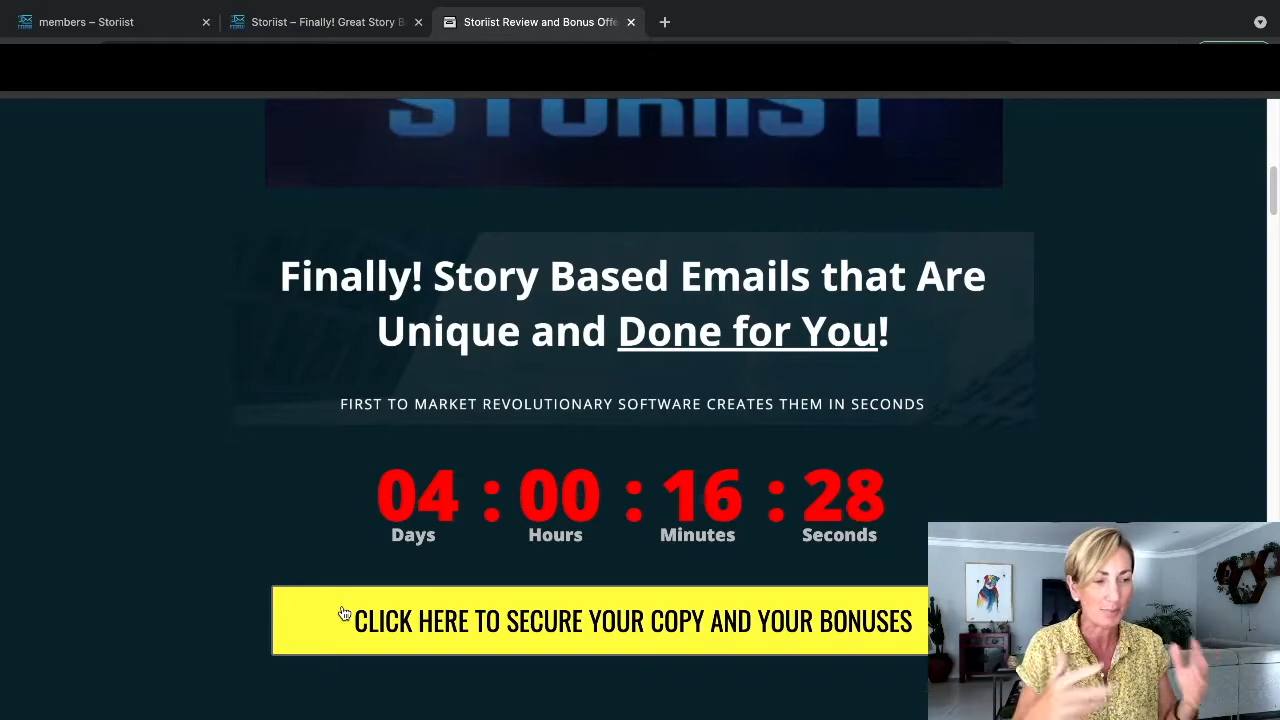 members – Storiist
Storiist – Finally! Great Story B
Storiist Review and Bonus Offe
STORIIST
Finally! Story Based Emails that Are
Unique and Done for You!
FIRST TO MARKET REVOLUTIONARY SOFTWARE CREATES THEM IN SECONDS
04 : 00 : 16 : 28
Days Hours Minutes Seconds
CLICK HERE TO SECURE YOUR COPY AND YOUR BONUSES